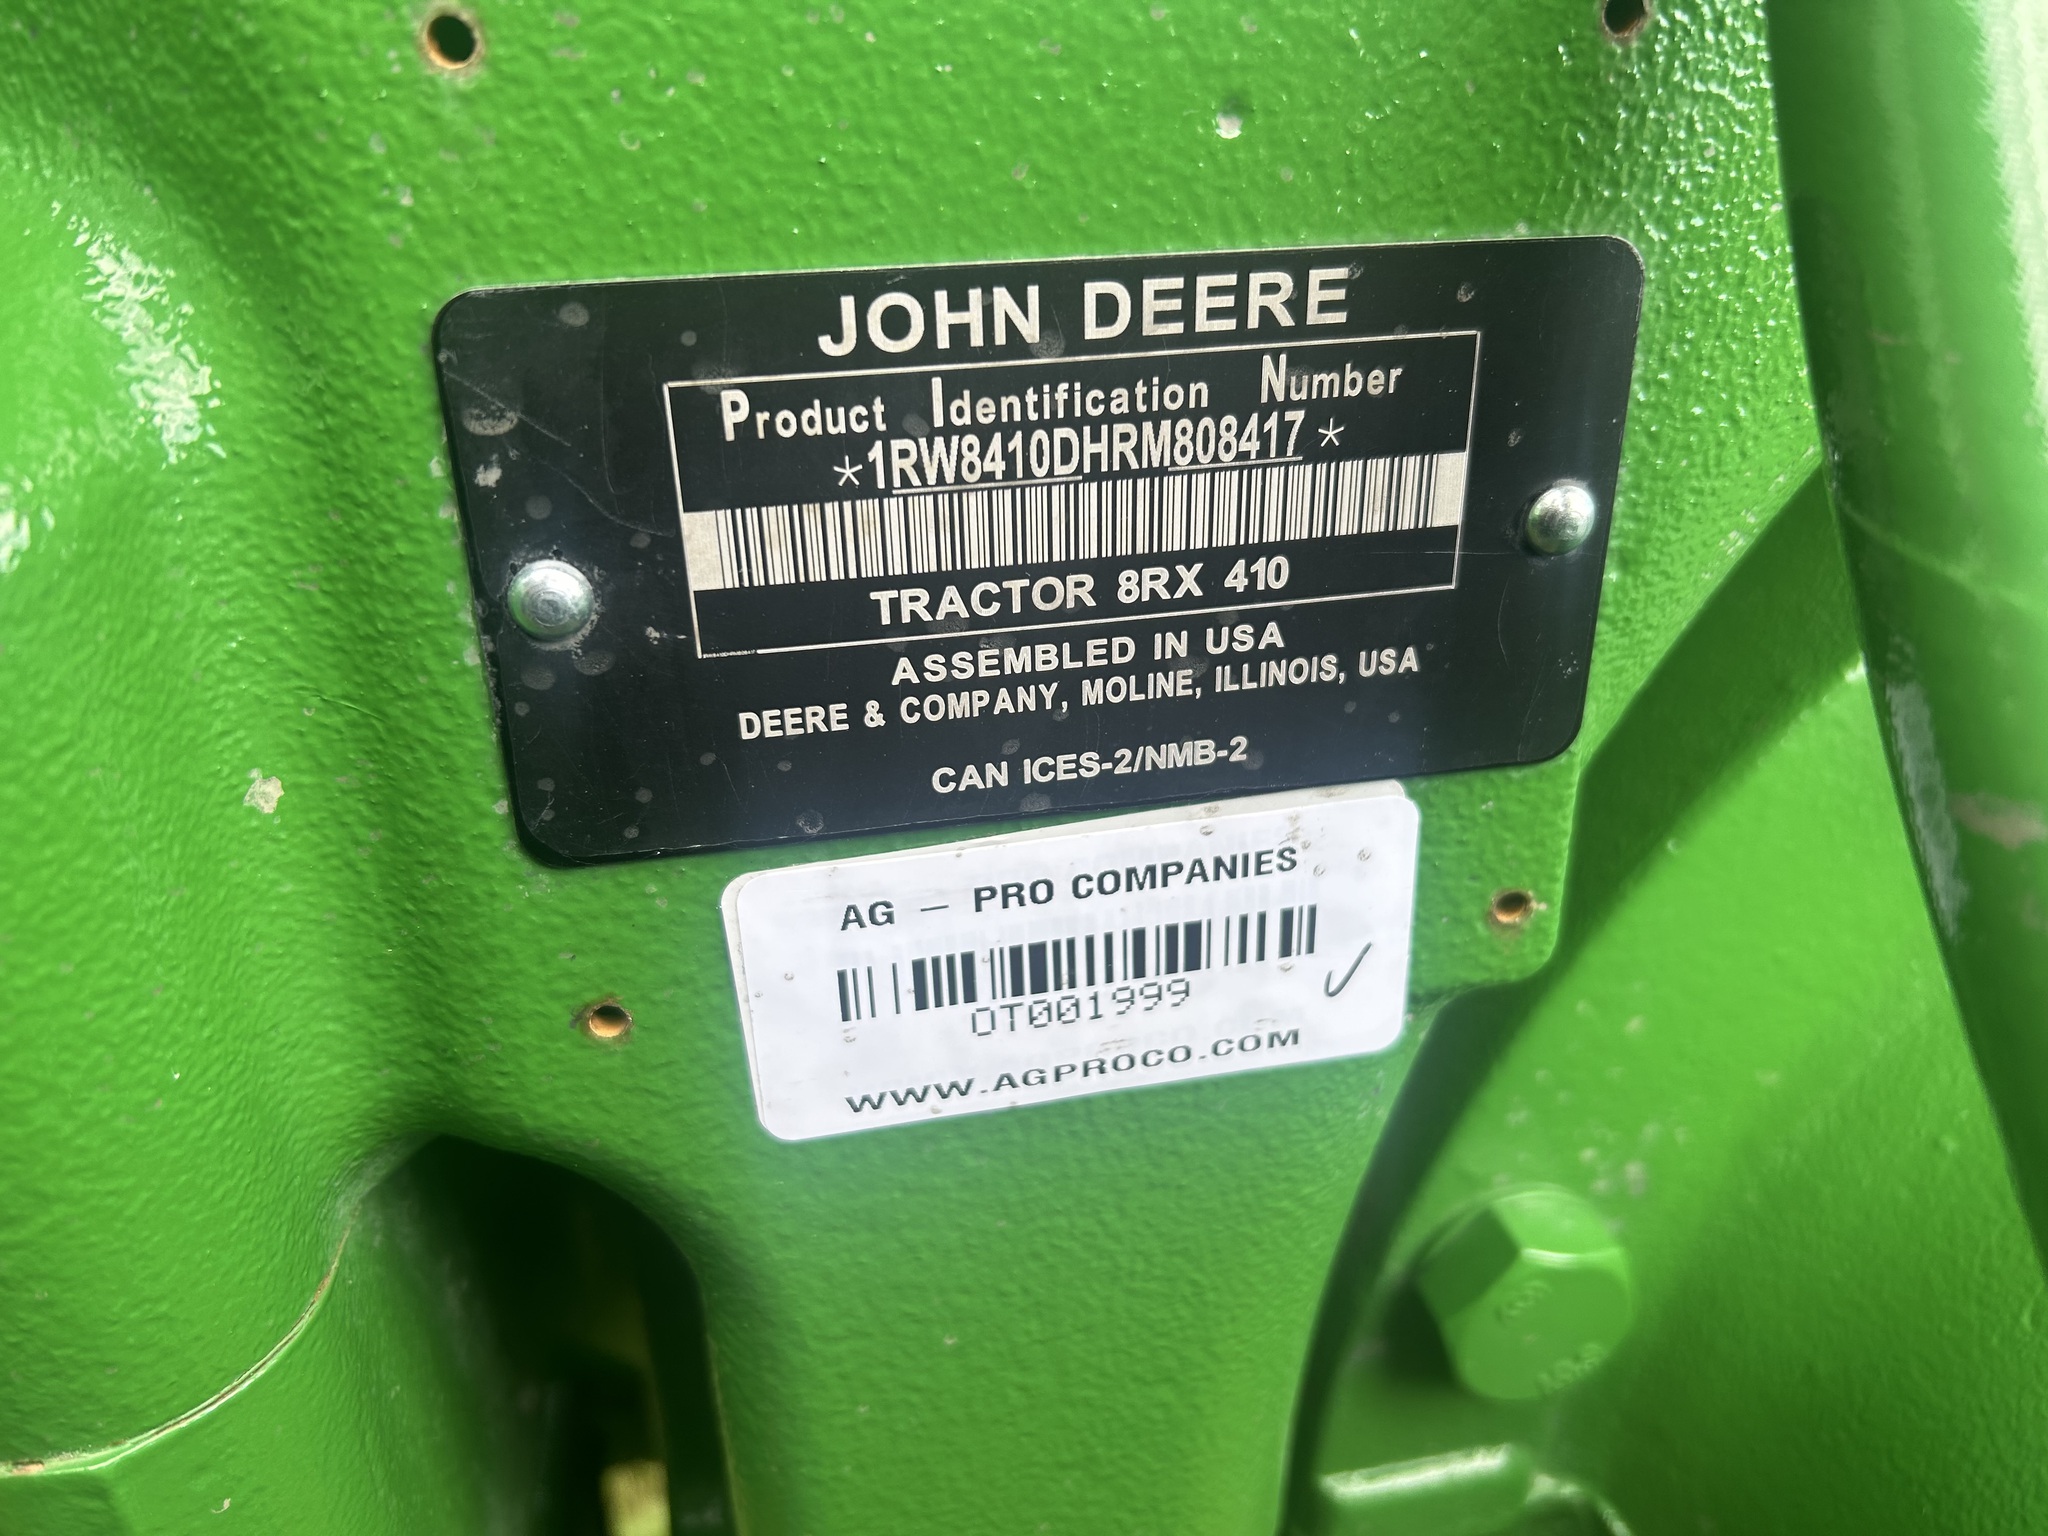 JOHN DEERE
Product Identification Number
*1RW8410DHRM808417*
TRACTOR 8RX 410
ASSEMBLED IN USA
DEERE & COMPANY, MOLINE, ILLINOIS, USA
CAN ICES-2/NMB-2
AG - PRO COMPANIES
OT001999
WWW.AGPROCO.COM